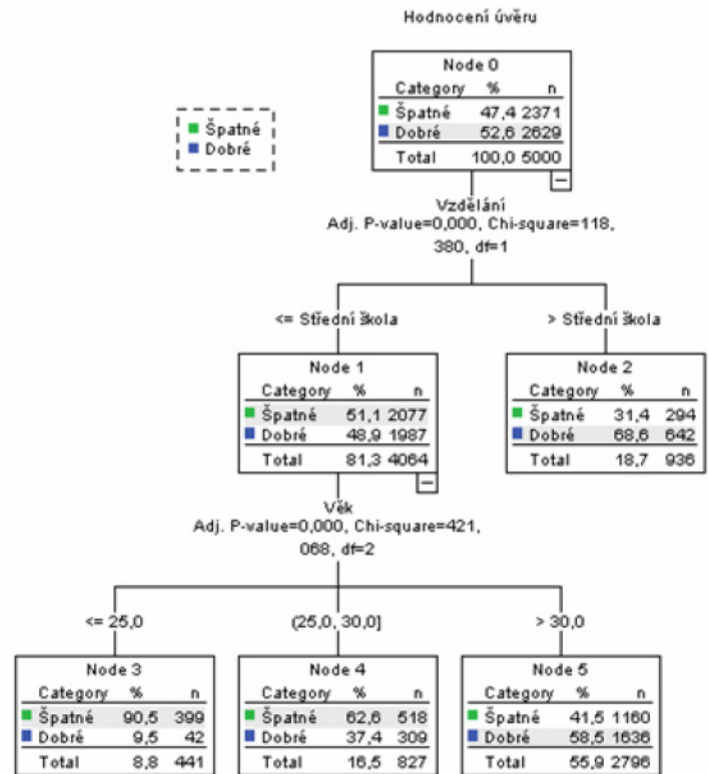 Hodnocení úvěru
Node 0
Category % n
Špatné 47,4 2371
Dobré 52,6 2629
Total 100,0 5000
Špatné
Dobré
Vzdělání
Adj. P-value=0,000, Chi-square=118,
380, df=1
<= Střední škola
> Střední škola
Node 1
Category % n
Špatné 51,1 2077
Dobré 48,9 1987
Total 81,3 4064
Node 2
Category % n
Špatné 31,4 294
Dobré 68,6 642
Total 18,7 936
Věk
Adj. P-value=0,000, Chi-square=421,
068, df=2
<= 25,0
(25,0, 30,0]
> 30,0
Node 3
Category % n
Špatné 90,5 399
Dobré 9,5 42
Total 8,8 441
Node 4
Category % n
Špatné 62,6 518
Dobré 37,4 309
Total 16,5 827
Node 5
Category % n
Špatné 41,5 1160
Dobré 58,5 1636
Total 55,9 2796